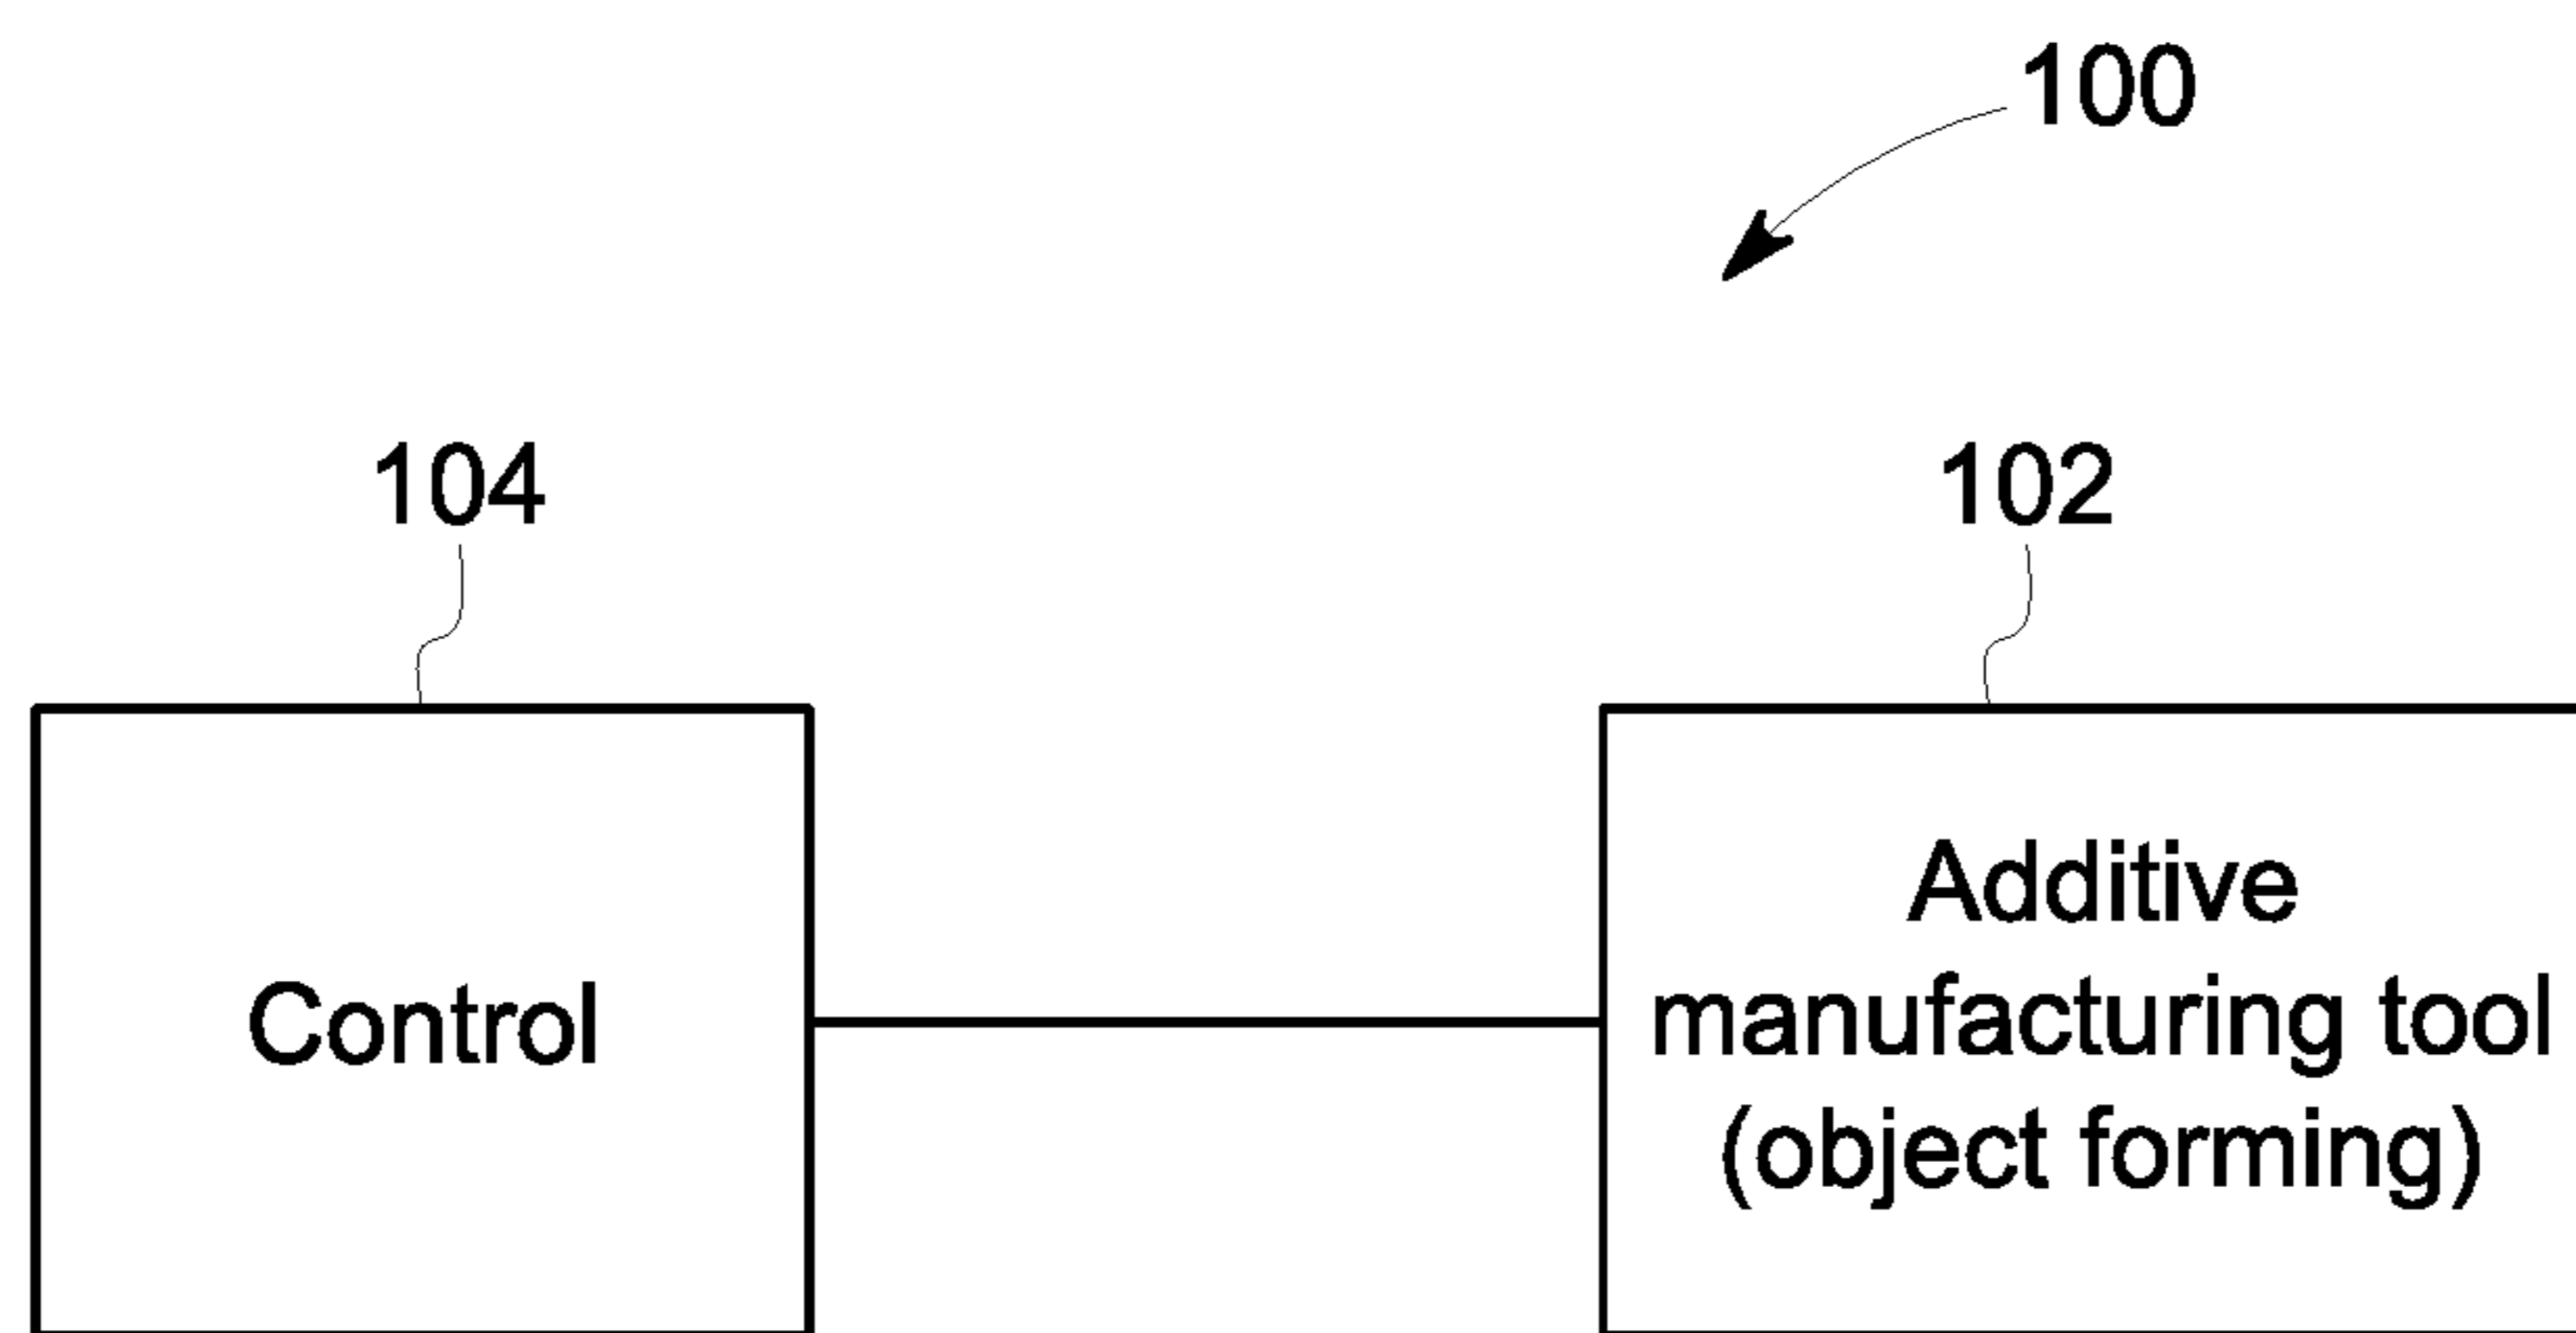 100
104
102
Control
Additive
manufacturing tool
(object forming)